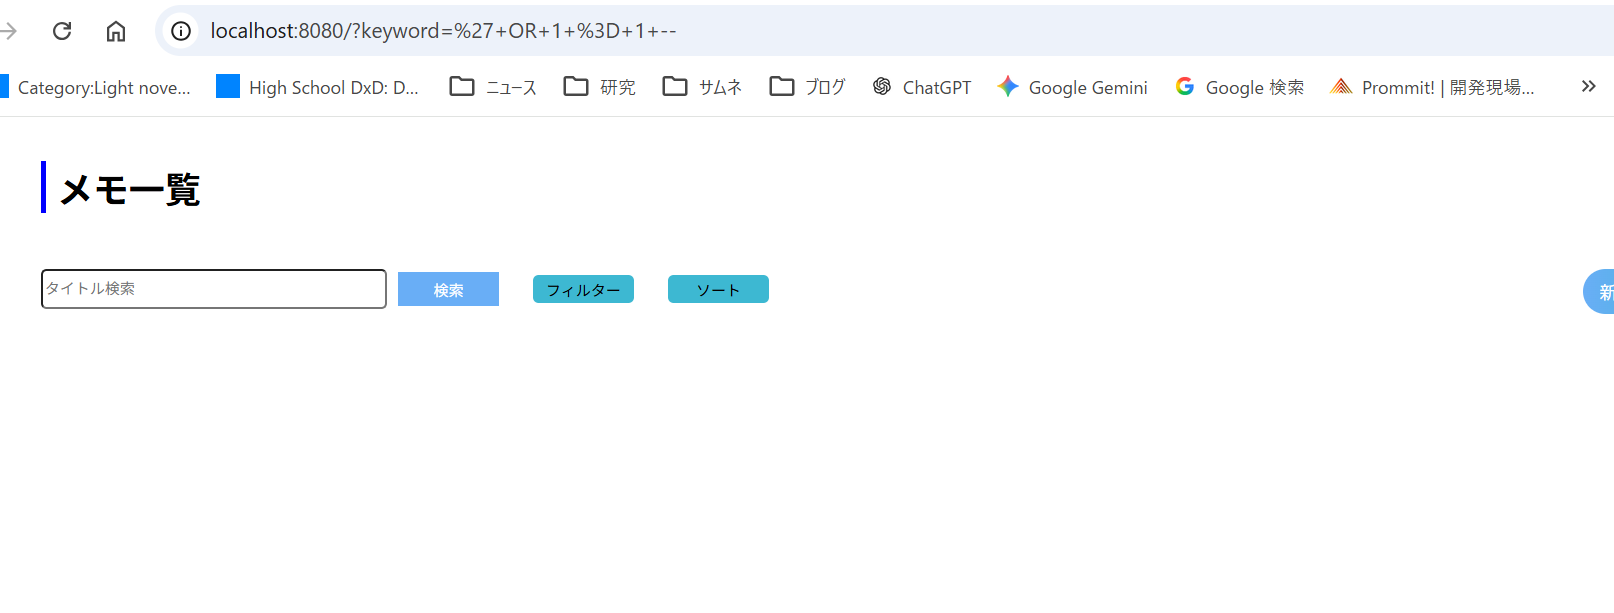 localhost:8080/?keyword=%27+OR+1+%3D+1+--
Category:Light nove... High School DxD: D... ニュース 研究 サムネ ブログ ChatGPT Google Gemini Google 検索 Prommit! | 開発現場... »
メモ一覧
タイトル検索 検索 フィルター ソート 新